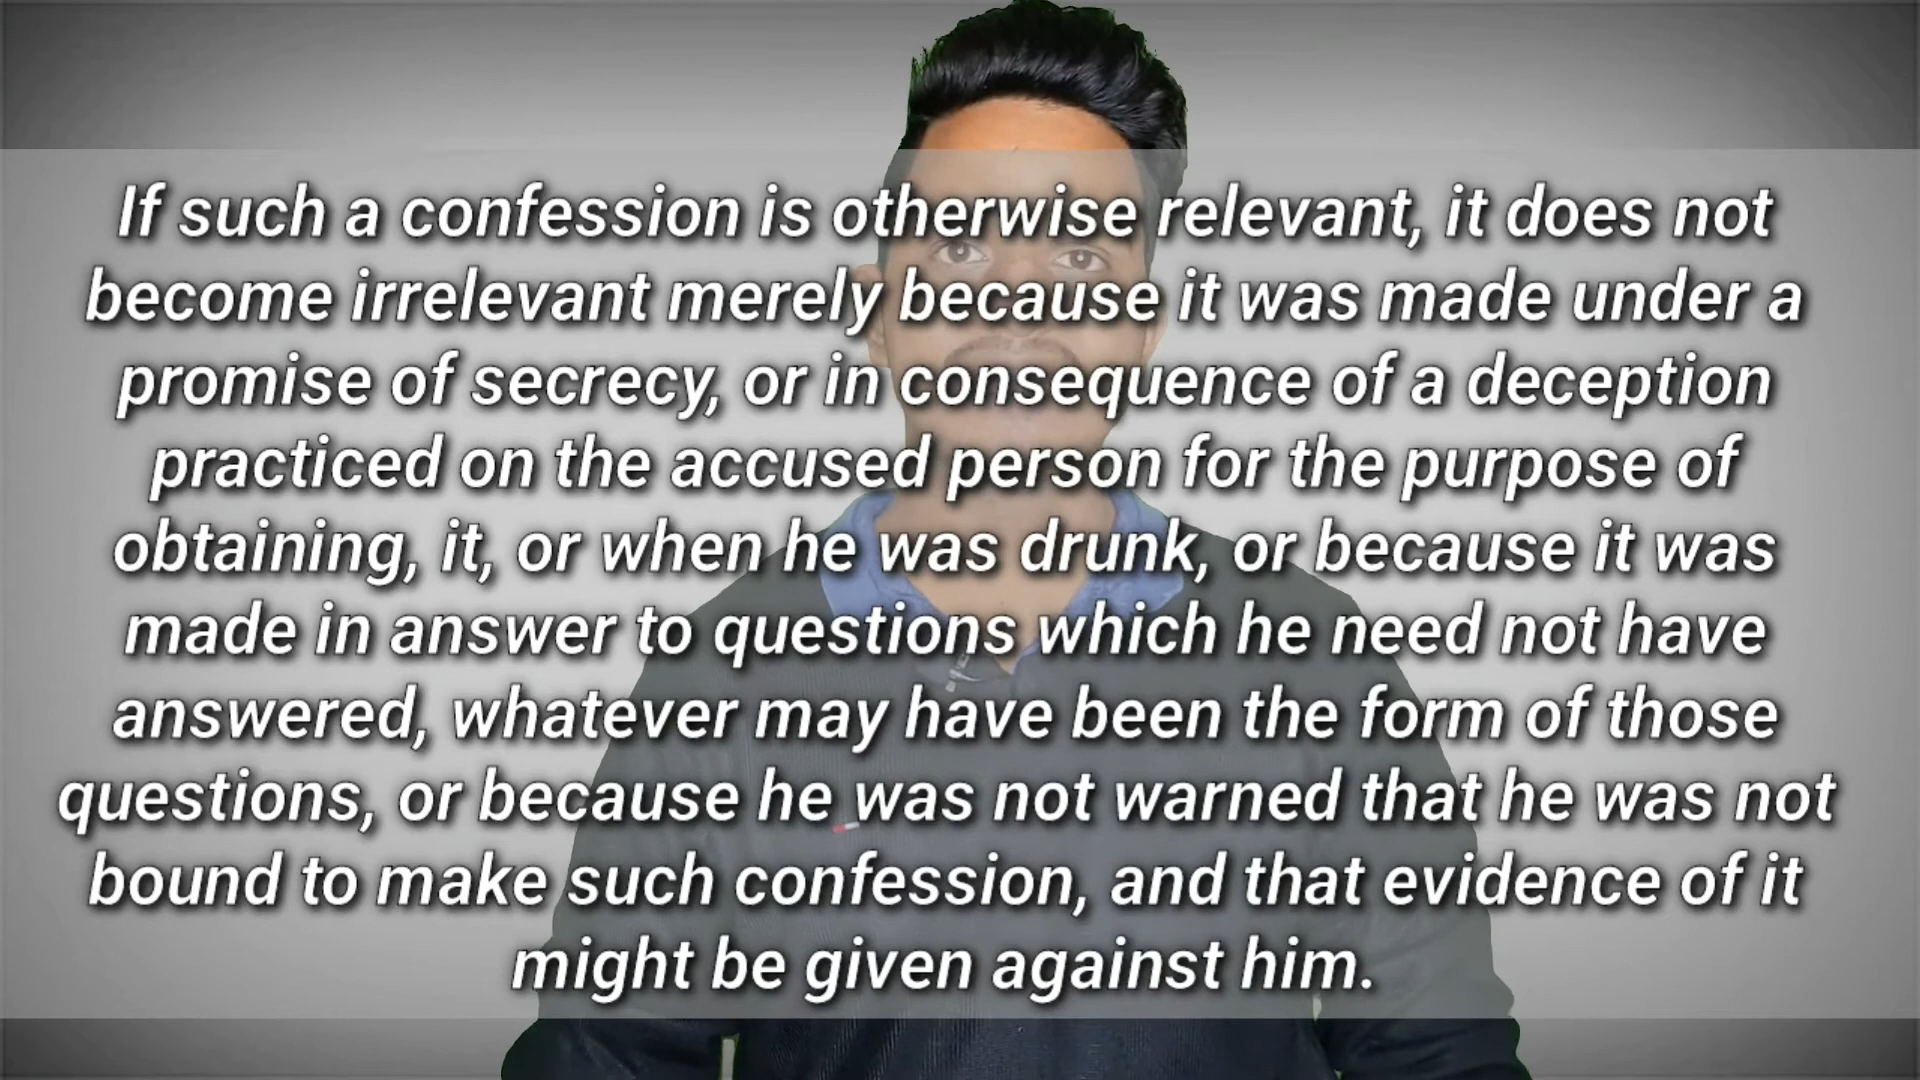 If such a confession is otherwise relevant, it does not
become irrelevant merely because it was made under a
promise of secrecy, or in consequence of a deception
practiced on the accused person for the purpose of
obtaining, it, or when he was drunk, or because it was
made in answer to questions which he need not have
answered, whatever may have been the form of those
questions, or because he was not warned that he was not
bound to make such confession, and that evidence of it
might be given against him.